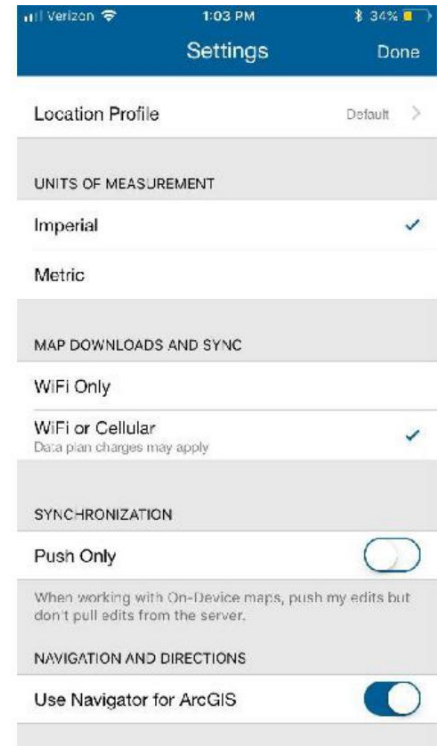 Verizon 1:03 PM 34%
Settings Done
Location Profile Default
UNITS OF MEASUREMENT
Imperial
Metric
MAP DOWNLOADS AND SYNC
WiFi Only
WiFi or Cellular
Data plan charges may apply
SYNCHRONIZATION
Push Only
When working with On-Device maps, push my edits but
don't pull edits from the server.
NAVIGATION AND DIRECTIONS
Use Navigator for ArcGIS